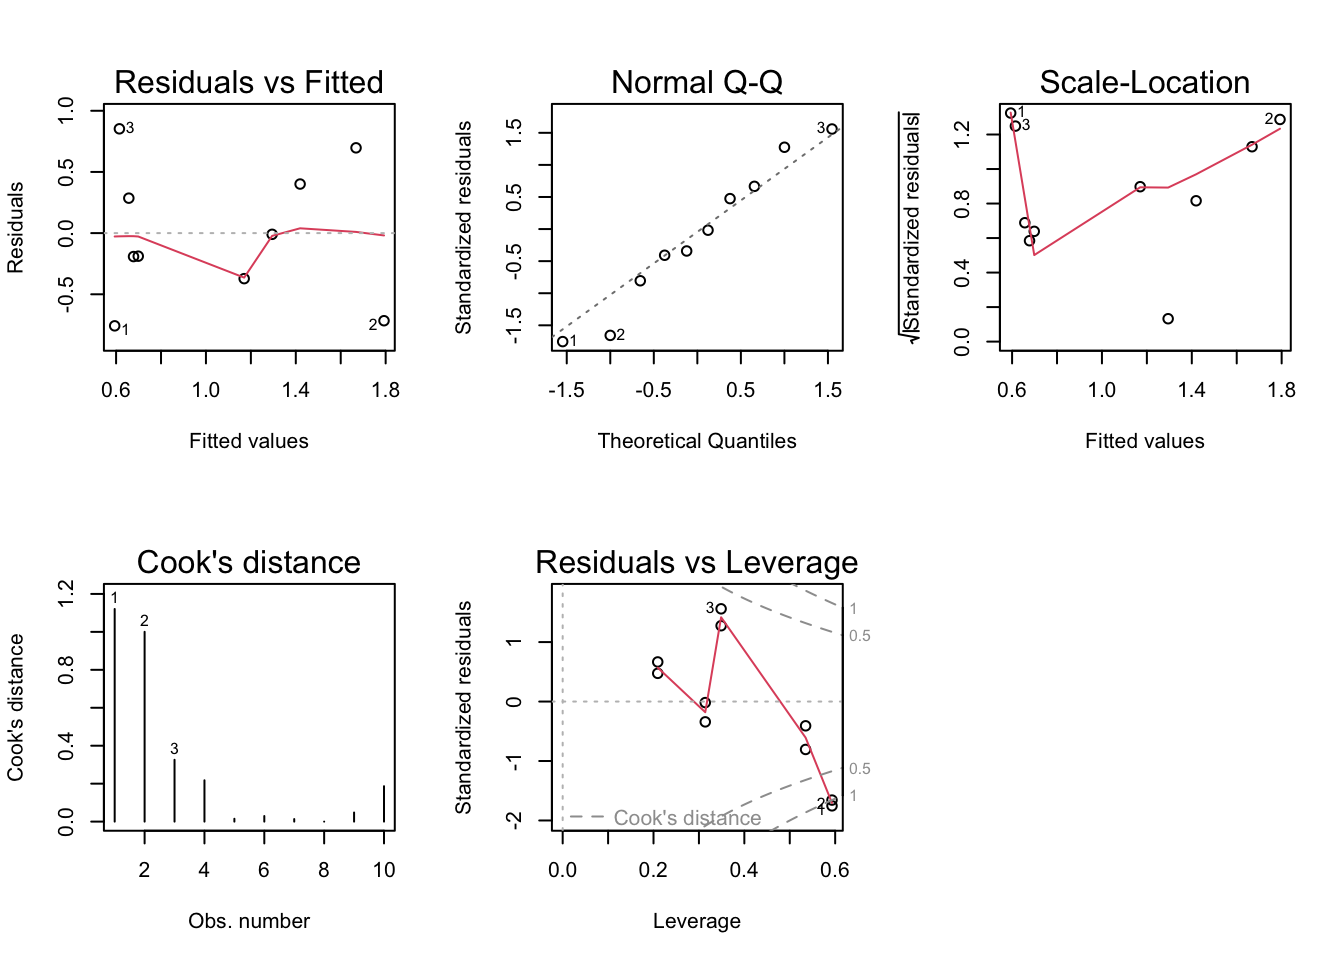 Residuals vs Fitted
Residuals
1.0
0.5
0.0
-0.5
3
1
2
0.6 1.0 1.4 1.8
Fitted values
Normal Q-Q
Standardized residuals
1.5
0.5
-0.5
-1.5
3
1
2
-1.5 -0.5 0.5 1.5
Theoretical Quantiles
Scale-Location
√|Standardized residuals|
1.2
0.8
0.4
0.0
1
3
2
0.6 1.0 1.4 1.8
Fitted values
Cook's distance
Cook's distance
1.2
0.8
0.4
0.0
1
2
3
2 4 6 8 10
Obs. number
Residuals vs Leverage
Standardized residuals
1
0
-1
-2
3
1
0.5
0.5
1
2
1
Cook's distance
0.0 0.2 0.4 0.6
Leverage